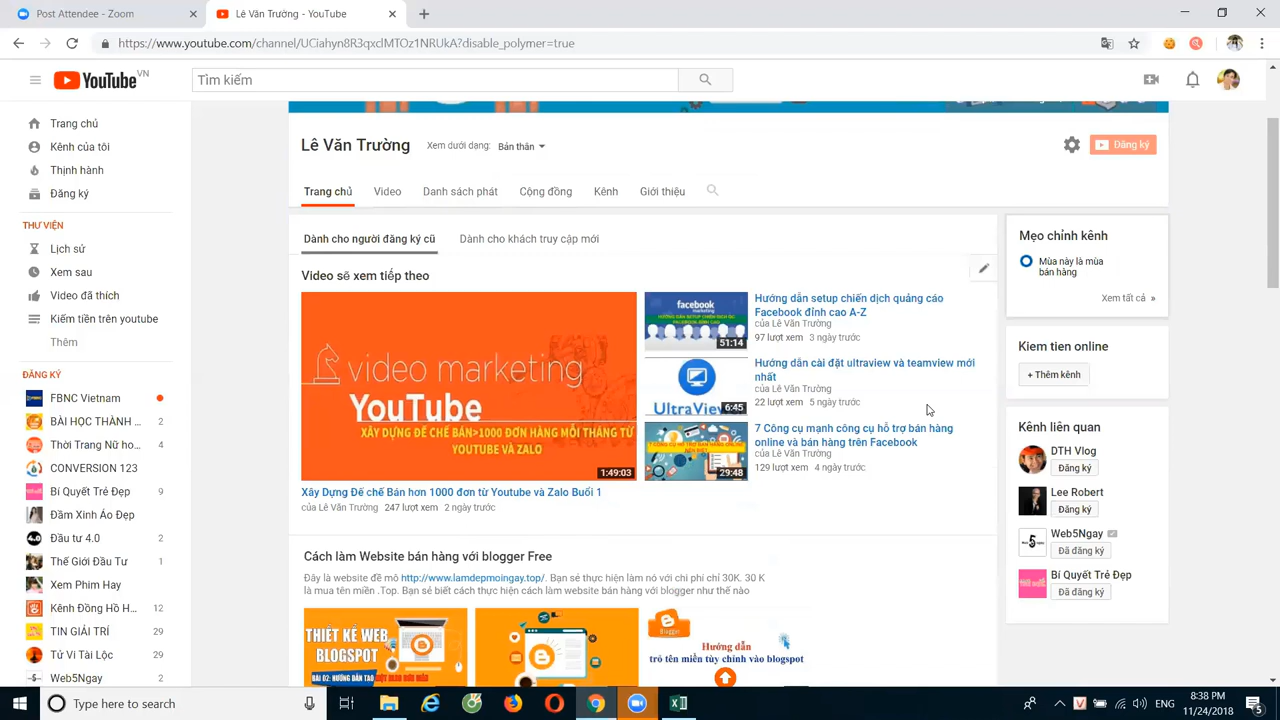 Post Attendee - Zoom
Lê Văn Trường - YouTube
https://www.youtube.com/channel/UCiahyn8R3qxclMTOz1NRUkA?disable_polymer=true
YouTube VN
Tìm kiếm
Trang chủ
Kênh của tôi
Thịnh hành
Đăng ký
THƯ VIỆN
Lịch sử
Xem sau
Video đã thích
Kiếm tiền trên youtube
Thêm
ĐĂNG KÝ
FBNC Vietnam
BÀI HỌC THÀNH ... 2
Thời Trang Nữ ho... 4
CONVERSION 123
Bí Quyết Trẻ Đẹp 9
Đầm Xinh Áo Đẹp
Đầu tư 4.0 2
Thế Giới Đầu Tư 1
Xem Phim Hay
Kênh Đồng Hồ H... 12
TIN GIẢI TRÍ 29
Tử Vi Tài Lộc 29
Web5Ngay 2
Lê Văn Trường
Xem dưới dạng: Bản thân
Đăng ký
Trang chủ Video Danh sách phát Cộng đồng Kênh Giới thiệu
Dành cho người đăng ký cũ Dành cho khách truy cập mới
Video sẽ xem tiếp theo
video marketing
YouTube
XÂY DỰNG ĐẾ CHẾ BÁN>1000 ĐƠN HÀNG MỖI THÁNG TỪ
YOUTUBE VÀ ZALO
1:49:03
Xây Dựng Đế chế Bán hơn 1000 đơn từ Youtube và Zalo Buổi 1
của Lê Văn Trường 247 lượt xem 2 ngày trước
facebook
51:14
Hướng dẫn setup chiến dịch quảng cáo
Facebook đỉnh cao A-Z
của Lê Văn Trường
97 lượt xem 3 ngày trước
UltraView
6:45
Hướng dẫn cài đặt ultraview và teamview mới
nhất
của Lê Văn Trường
22 lượt xem 5 ngày trước
29:48
7 Công cụ mạnh công cụ hỗ trợ bán hàng
online và bán hàng trên Facebook
của Lê Văn Trường
129 lượt xem 4 ngày trước
Cách làm Website bán hàng với blogger Free
Đây là website đề mô http://www.lamdepmoingay.top/. Bạn sẽ thực hiện làm nó với chi phí chỉ 30K. 30 K
là mua tên miền .Top. Bạn sẽ biết cách thực hiện cách làm website bán hàng với blogger như thế nào
THIẾT KẾ WEB
BLOGSPOT
Blogger
Hướng dẫn
trỏ tên miền tùy chỉnh vào blogspot
Mẹo chỉnh kênh
Mùa này là mùa
bán hàng
Xem tất cả »
Kiem tien online
+ Thêm kênh
Kênh liên quan
DTH Vlog
Đăng ký
Lee Robert
Đăng ký
Web5Ngay
Đã đăng ký
Bí Quyết Trẻ Đẹp
Đã đăng ký
Type here to search
ENG
8:38 PM
11/24/2018
5